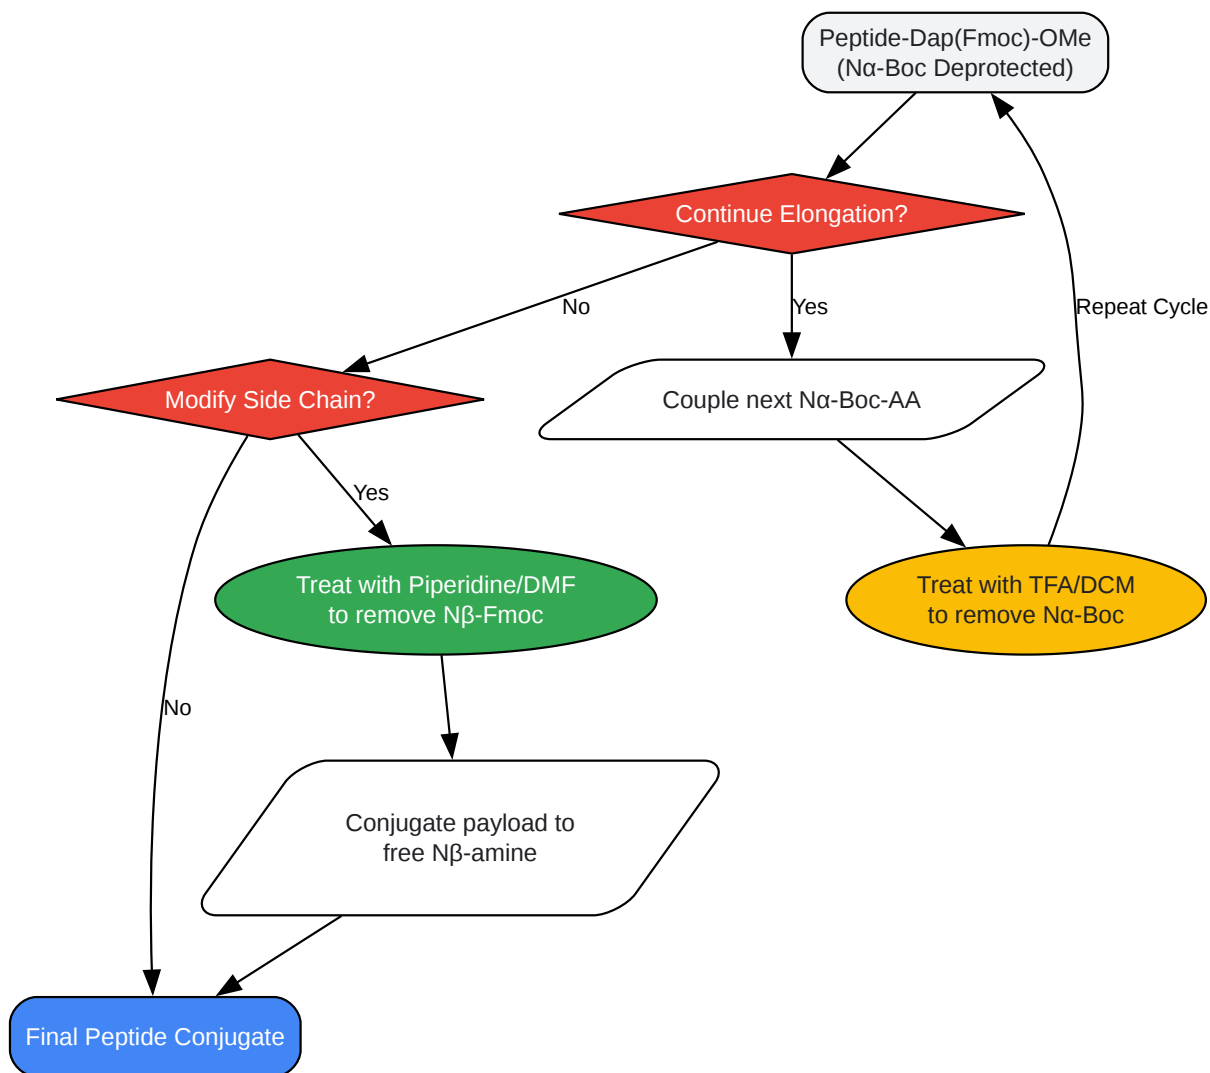 Peptide-Dap(Fmoc)-OMe
(Nα-Boc Deprotected)
Continue Elongation?
No
Yes
Repeat Cycle
Modify Side Chain?
Couple next Nα-Boc-AA
Yes
Treat with Piperidine/DMF
to remove Nβ-Fmoc
Treat with TFA/DCM
to remove Nα-Boc
No
Conjugate payload to
free Nβ-amine
Final Peptide Conjugate